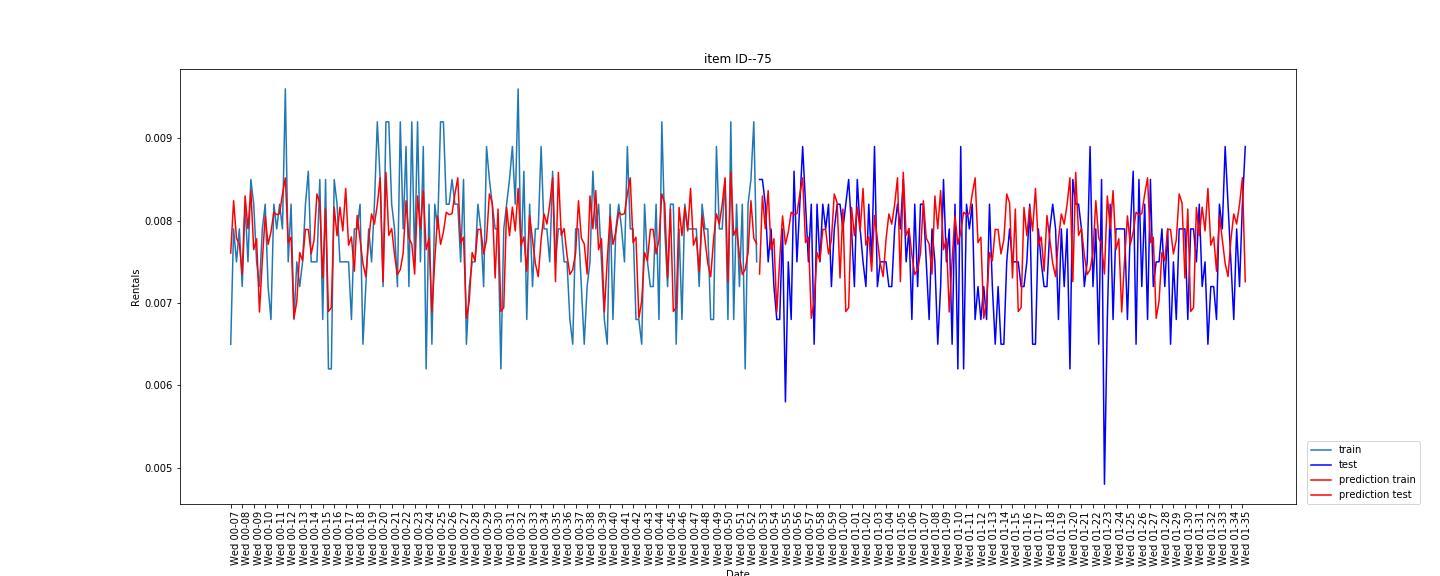 item ID--75
Rentals
0.009
0.008
0.007
0.006
0.005
Wed 00-07
Wed 00-08
Wed 00-09
Wed 00-10
Wed 00-11
Wed 00-12
Wed 00-13
Wed 00-14
Wed 00-15
Wed 00-16
Wed 00-17
Wed 00-18
Wed 00-19
Wed 00-20
Wed 00-21
Wed 00-22
Wed 00-23
Wed 00-24
Wed 00-25
Wed 00-26
Wed 00-27
Wed 00-28
Wed 00-29
Wed 00-30
Wed 00-31
Wed 00-32
Wed 00-33
Wed 00-34
Wed 00-35
Wed 00-36
Wed 00-37
Wed 00-38
Wed 00-39
Wed 00-40
Wed 00-41
Wed 00-42
Wed 00-43
Wed 00-44
Wed 00-45
Wed 00-46
Wed 00-47
Wed 00-48
Wed 00-49
Wed 00-50
Wed 00-51
Wed 00-52
Wed 00-53
Wed 00-54
Wed 00-55
Wed 00-56
Wed 00-57
Wed 00-58
Wed 00-59
Wed 01-00
Wed 01-01
Wed 01-02
Wed 01-03
Wed 01-04
Wed 01-05
Wed 01-06
Wed 01-07
Wed 01-08
Wed 01-09
Wed 01-10
Wed 01-11
Wed 01-12
Wed 01-13
Wed 01-14
Wed 01-15
Wed 01-16
Wed 01-17
Wed 01-18
Wed 01-19
Wed 01-20
Wed 01-21
Wed 01-22
Wed 01-23
Wed 01-24
Wed 01-25
Wed 01-26
Wed 01-27
Wed 01-28
Wed 01-29
Wed 01-30
Wed 01-31
Wed 01-32
Wed 01-33
Wed 01-34
Wed 01-35
Date
train
test
prediction train
prediction test